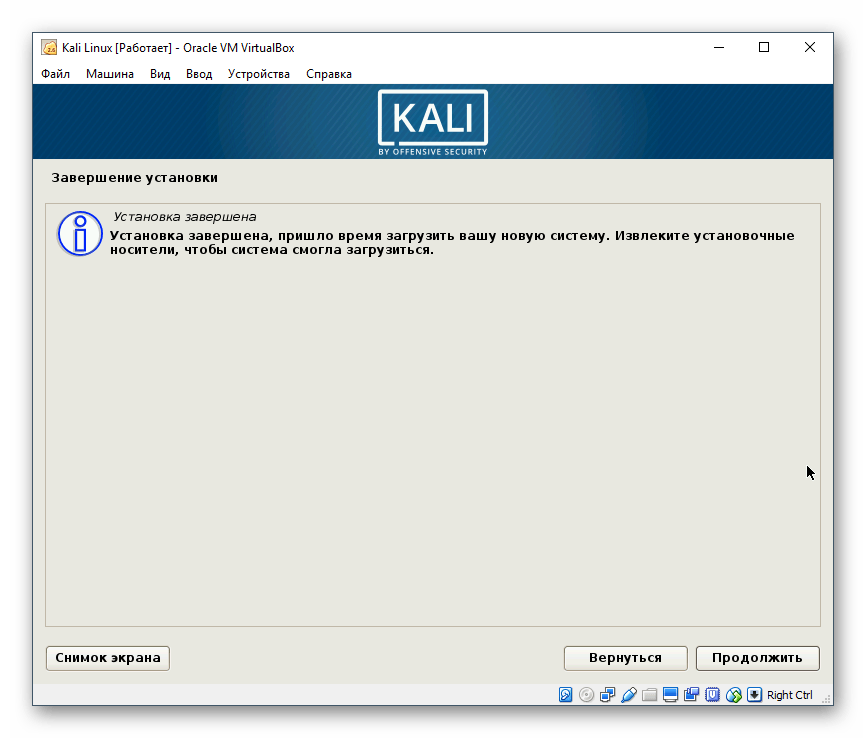 Kali Linux [Работает] - Oracle VM VirtualBox
Файл Машина Вид Ввод Устройства Справка
KALI
BY OFFENSIVE SECURITY
Завершение установки
Установка завершена
Установка завершена, пришло время загрузить вашу новую систему. Извлеките установочные
носители, чтобы система смогла загрузиться.
Снимок экрана Вернуться Продолжить
Right Ctrl